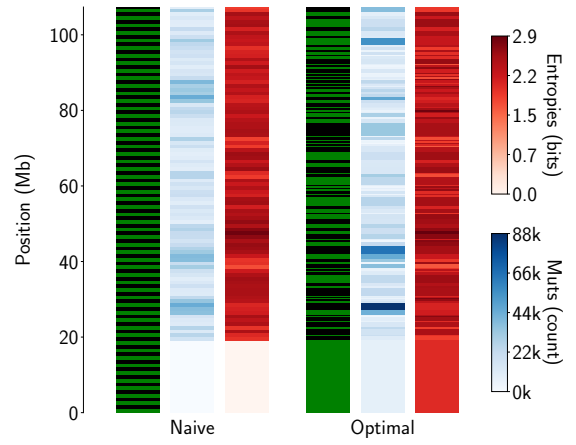 Position (Mb)
100
80
60
40
20
0
Naive
Optimal
2.9
2.2
1.7
0.7
0.0
Entropies (bits)
88k
66k
44k
22k
0k
Muts (count)